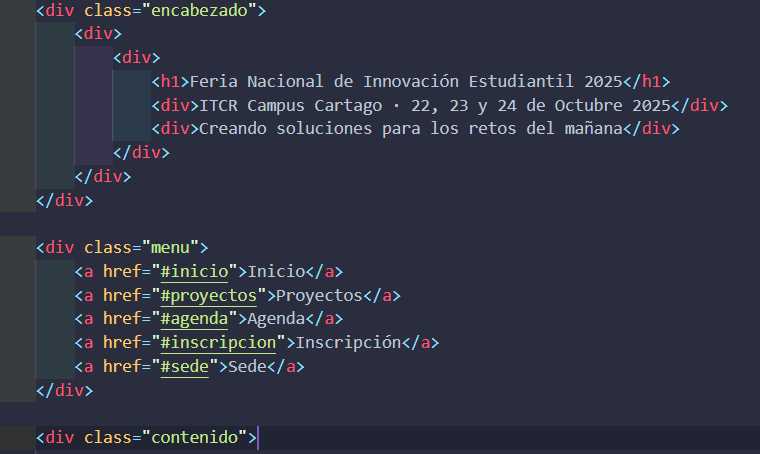 <div class="encabezado">
<div>
<div>
<h1>Feria Nacional de Innovación Estudiantil 2025</h1>
<div>ITCR Campus Cartago · 22, 23 y 24 de Octubre 2025</div>
<div>Creando soluciones para los retos del mañana</div>
</div>
</div>
</div>
<div class="menu">
<a href="#inicio">Inicio</a>
<a href="#proyectos">Proyectos</a>
<a href="#agenda">Agenda</a>
<a href="#inscripcion">Inscripción</a>
<a href="#sede">Sede</a>
</div>
<div class="contenido">